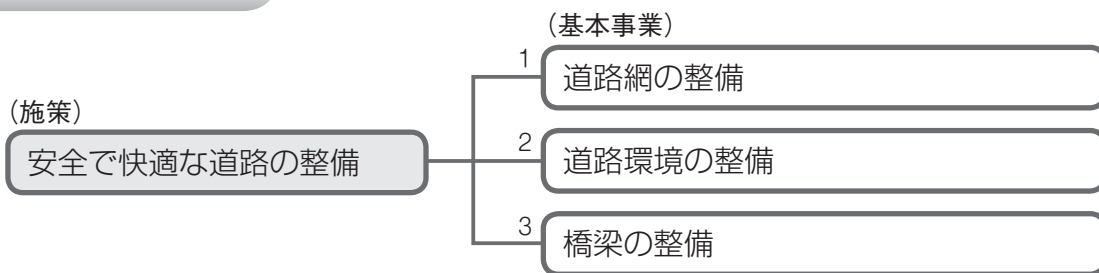 （基本事業）
1
道路網の整備
（施策）
安全で快適な道路の整備
2
道路環境の整備
3
橋梁の整備